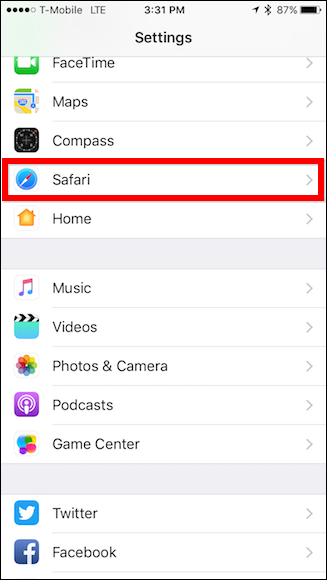 T-Mobile LTE 3:31 PM 87%
Settings
FaceTime
Maps
Compass
Safari
Home
Music
Videos
Photos & Camera
Podcasts
Game Center
Twitter
Facebook